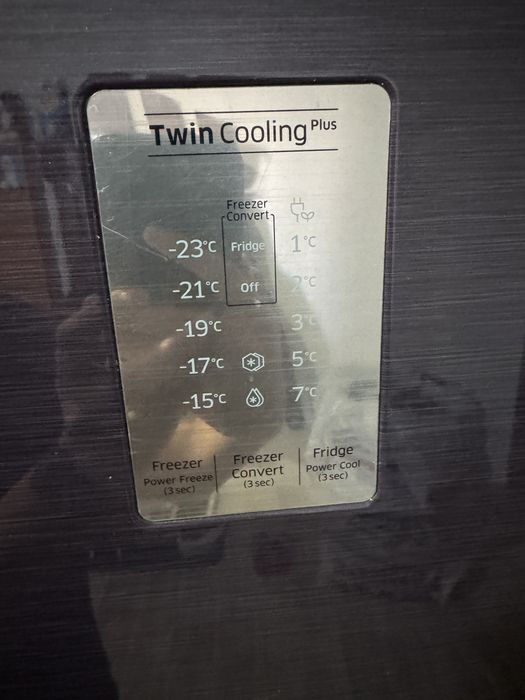 Twin Cooling Plus
Freezer
Convert
-23°C Fridge 1°C
-21°C Off 2°C
-19°C 3°C
-17°C 5°C
-15°C 7°C
Freezer Freezer Fridge
Power Freeze Convert Power Cool
(3 sec) (3 sec) (3 sec)